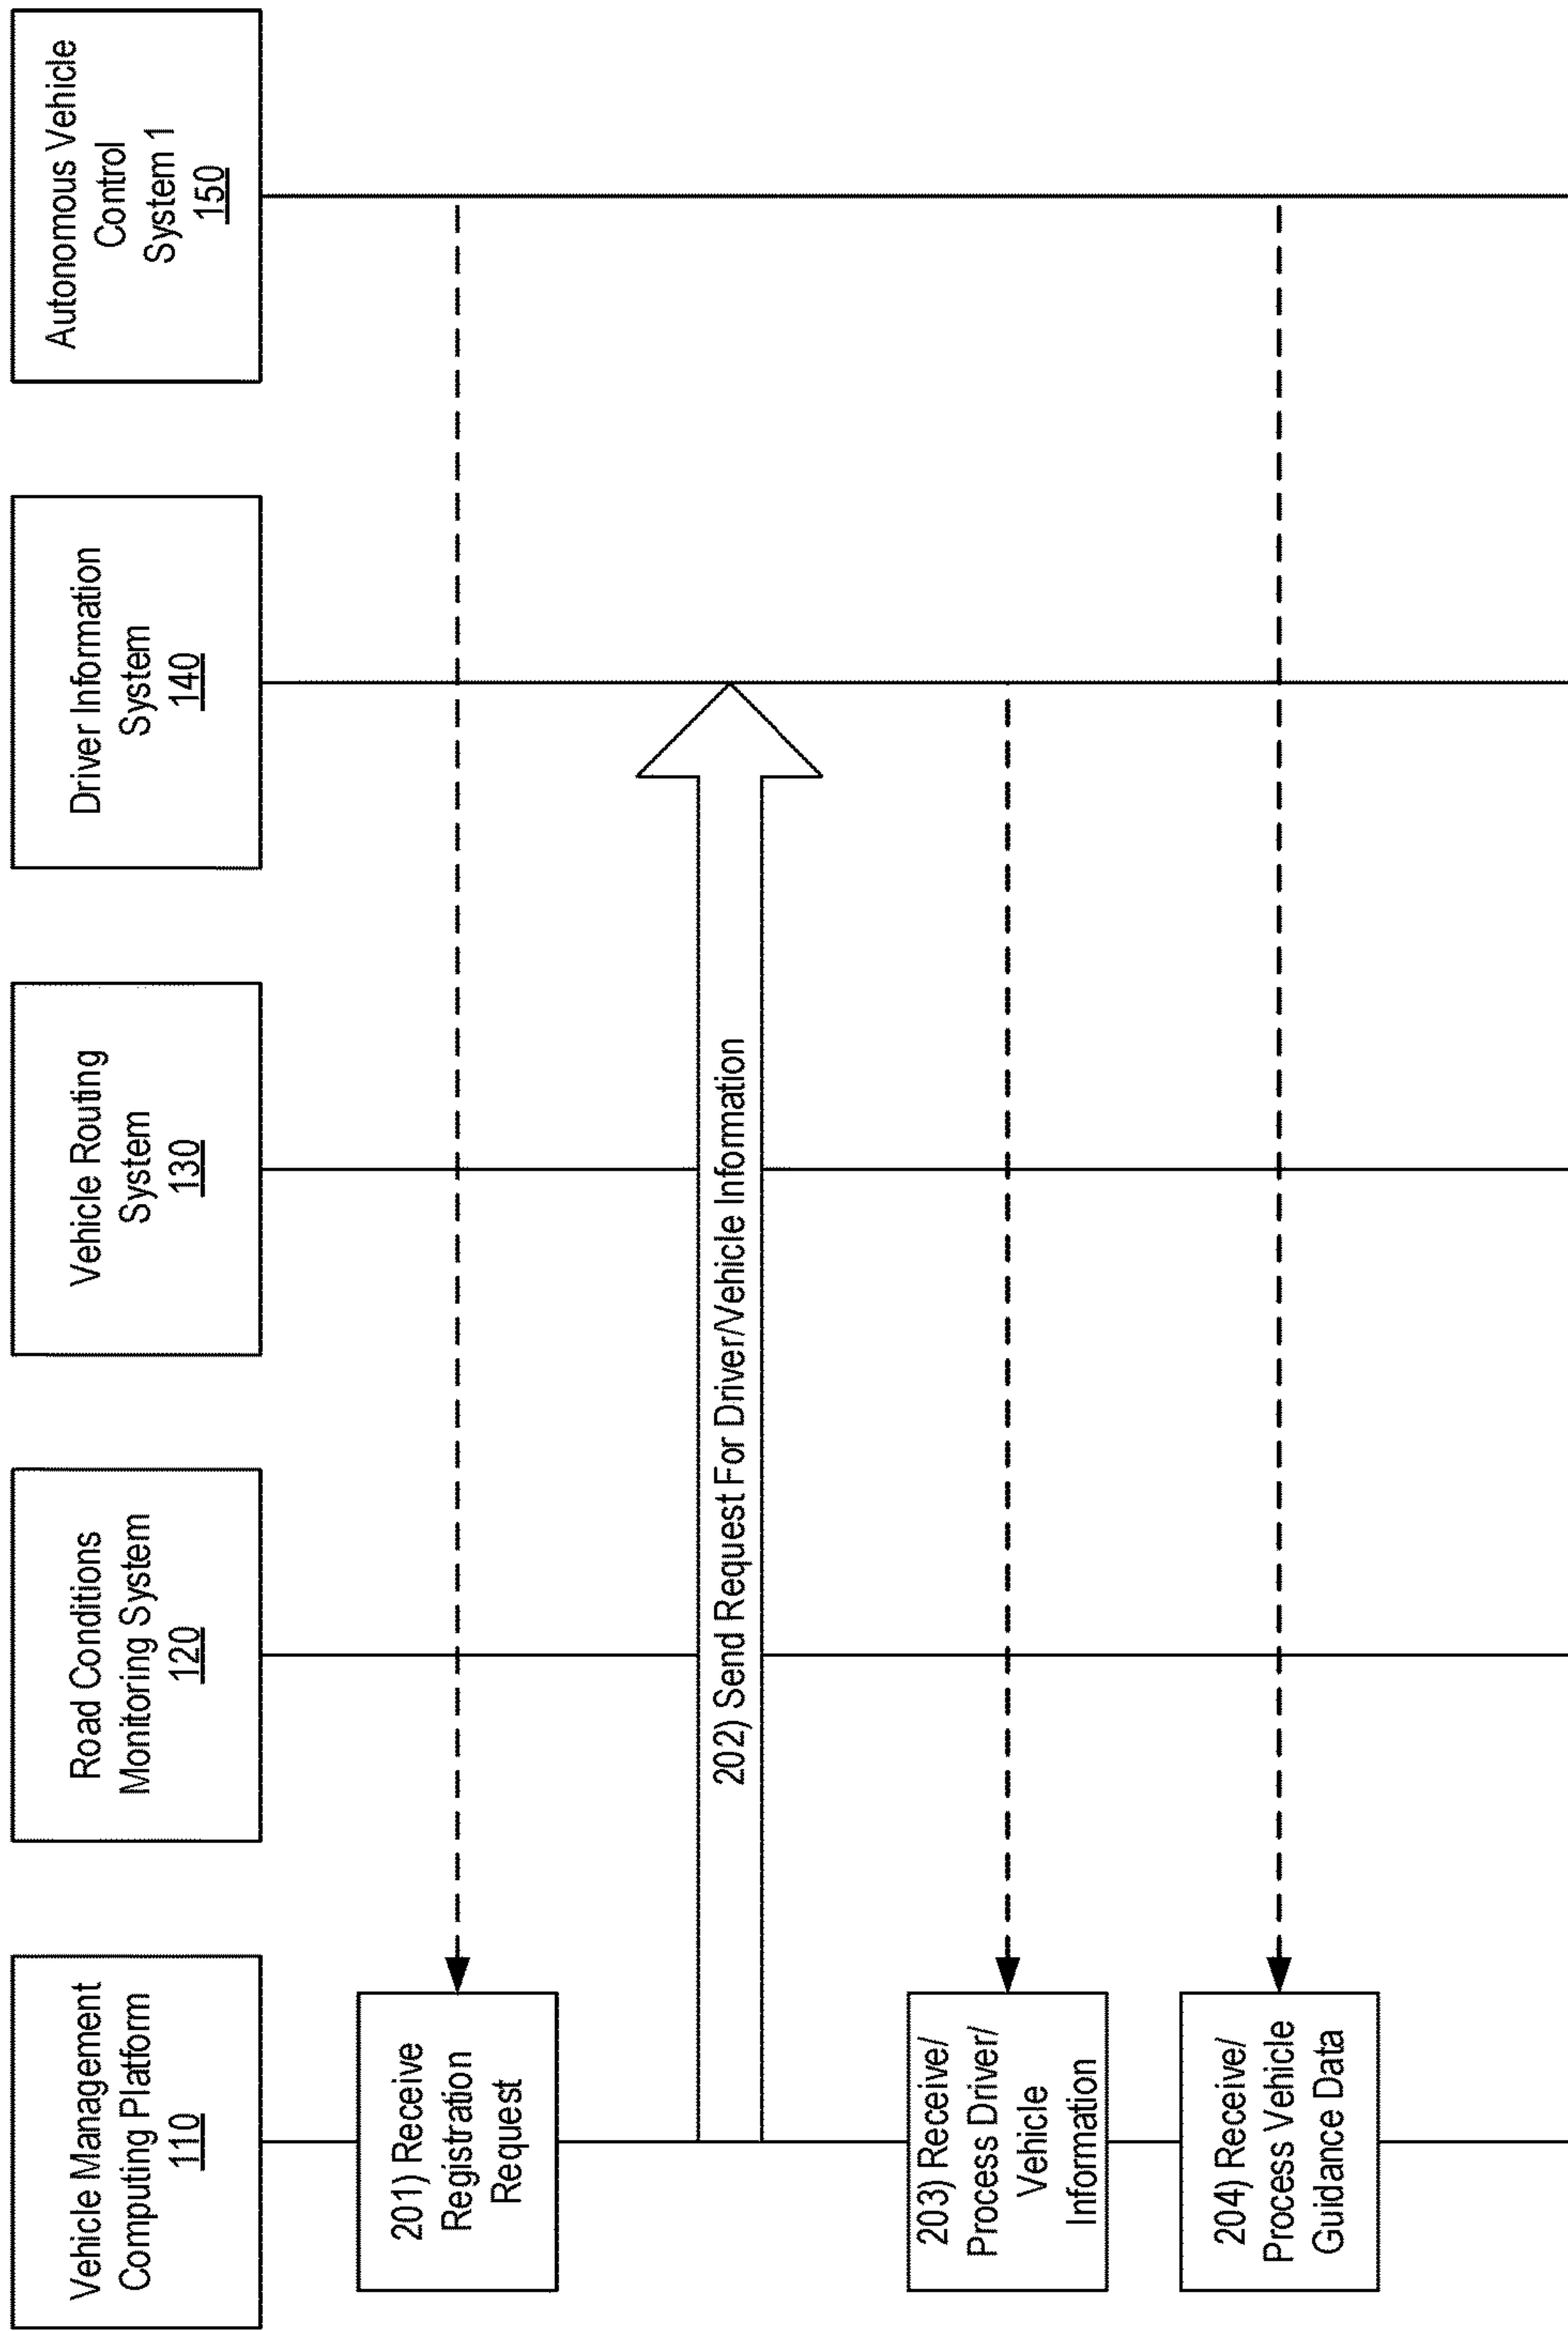 Vehicle Management
Computing Platform
110
Road Conditions
Monitoring System
120
Vehicle Routing
System
130
Driver Information
System
140
Autonomous Vehicle
Control
System 1
150
201) Receive
Registration
Request
202) Send Request For Driver/Vehicle Information
203) Receive/
Process Driver/
Vehicle
Information
204) Receive/
Process Vehicle
Guidance Data